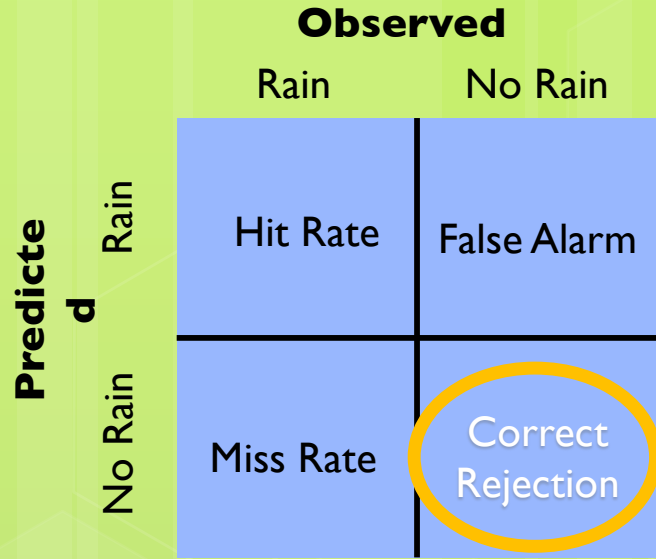 Observed
Rain
No Rain
Predicte
d
Rain
Hit Rate
False Alarm
No Rain
Miss Rate
Correct
Rejection